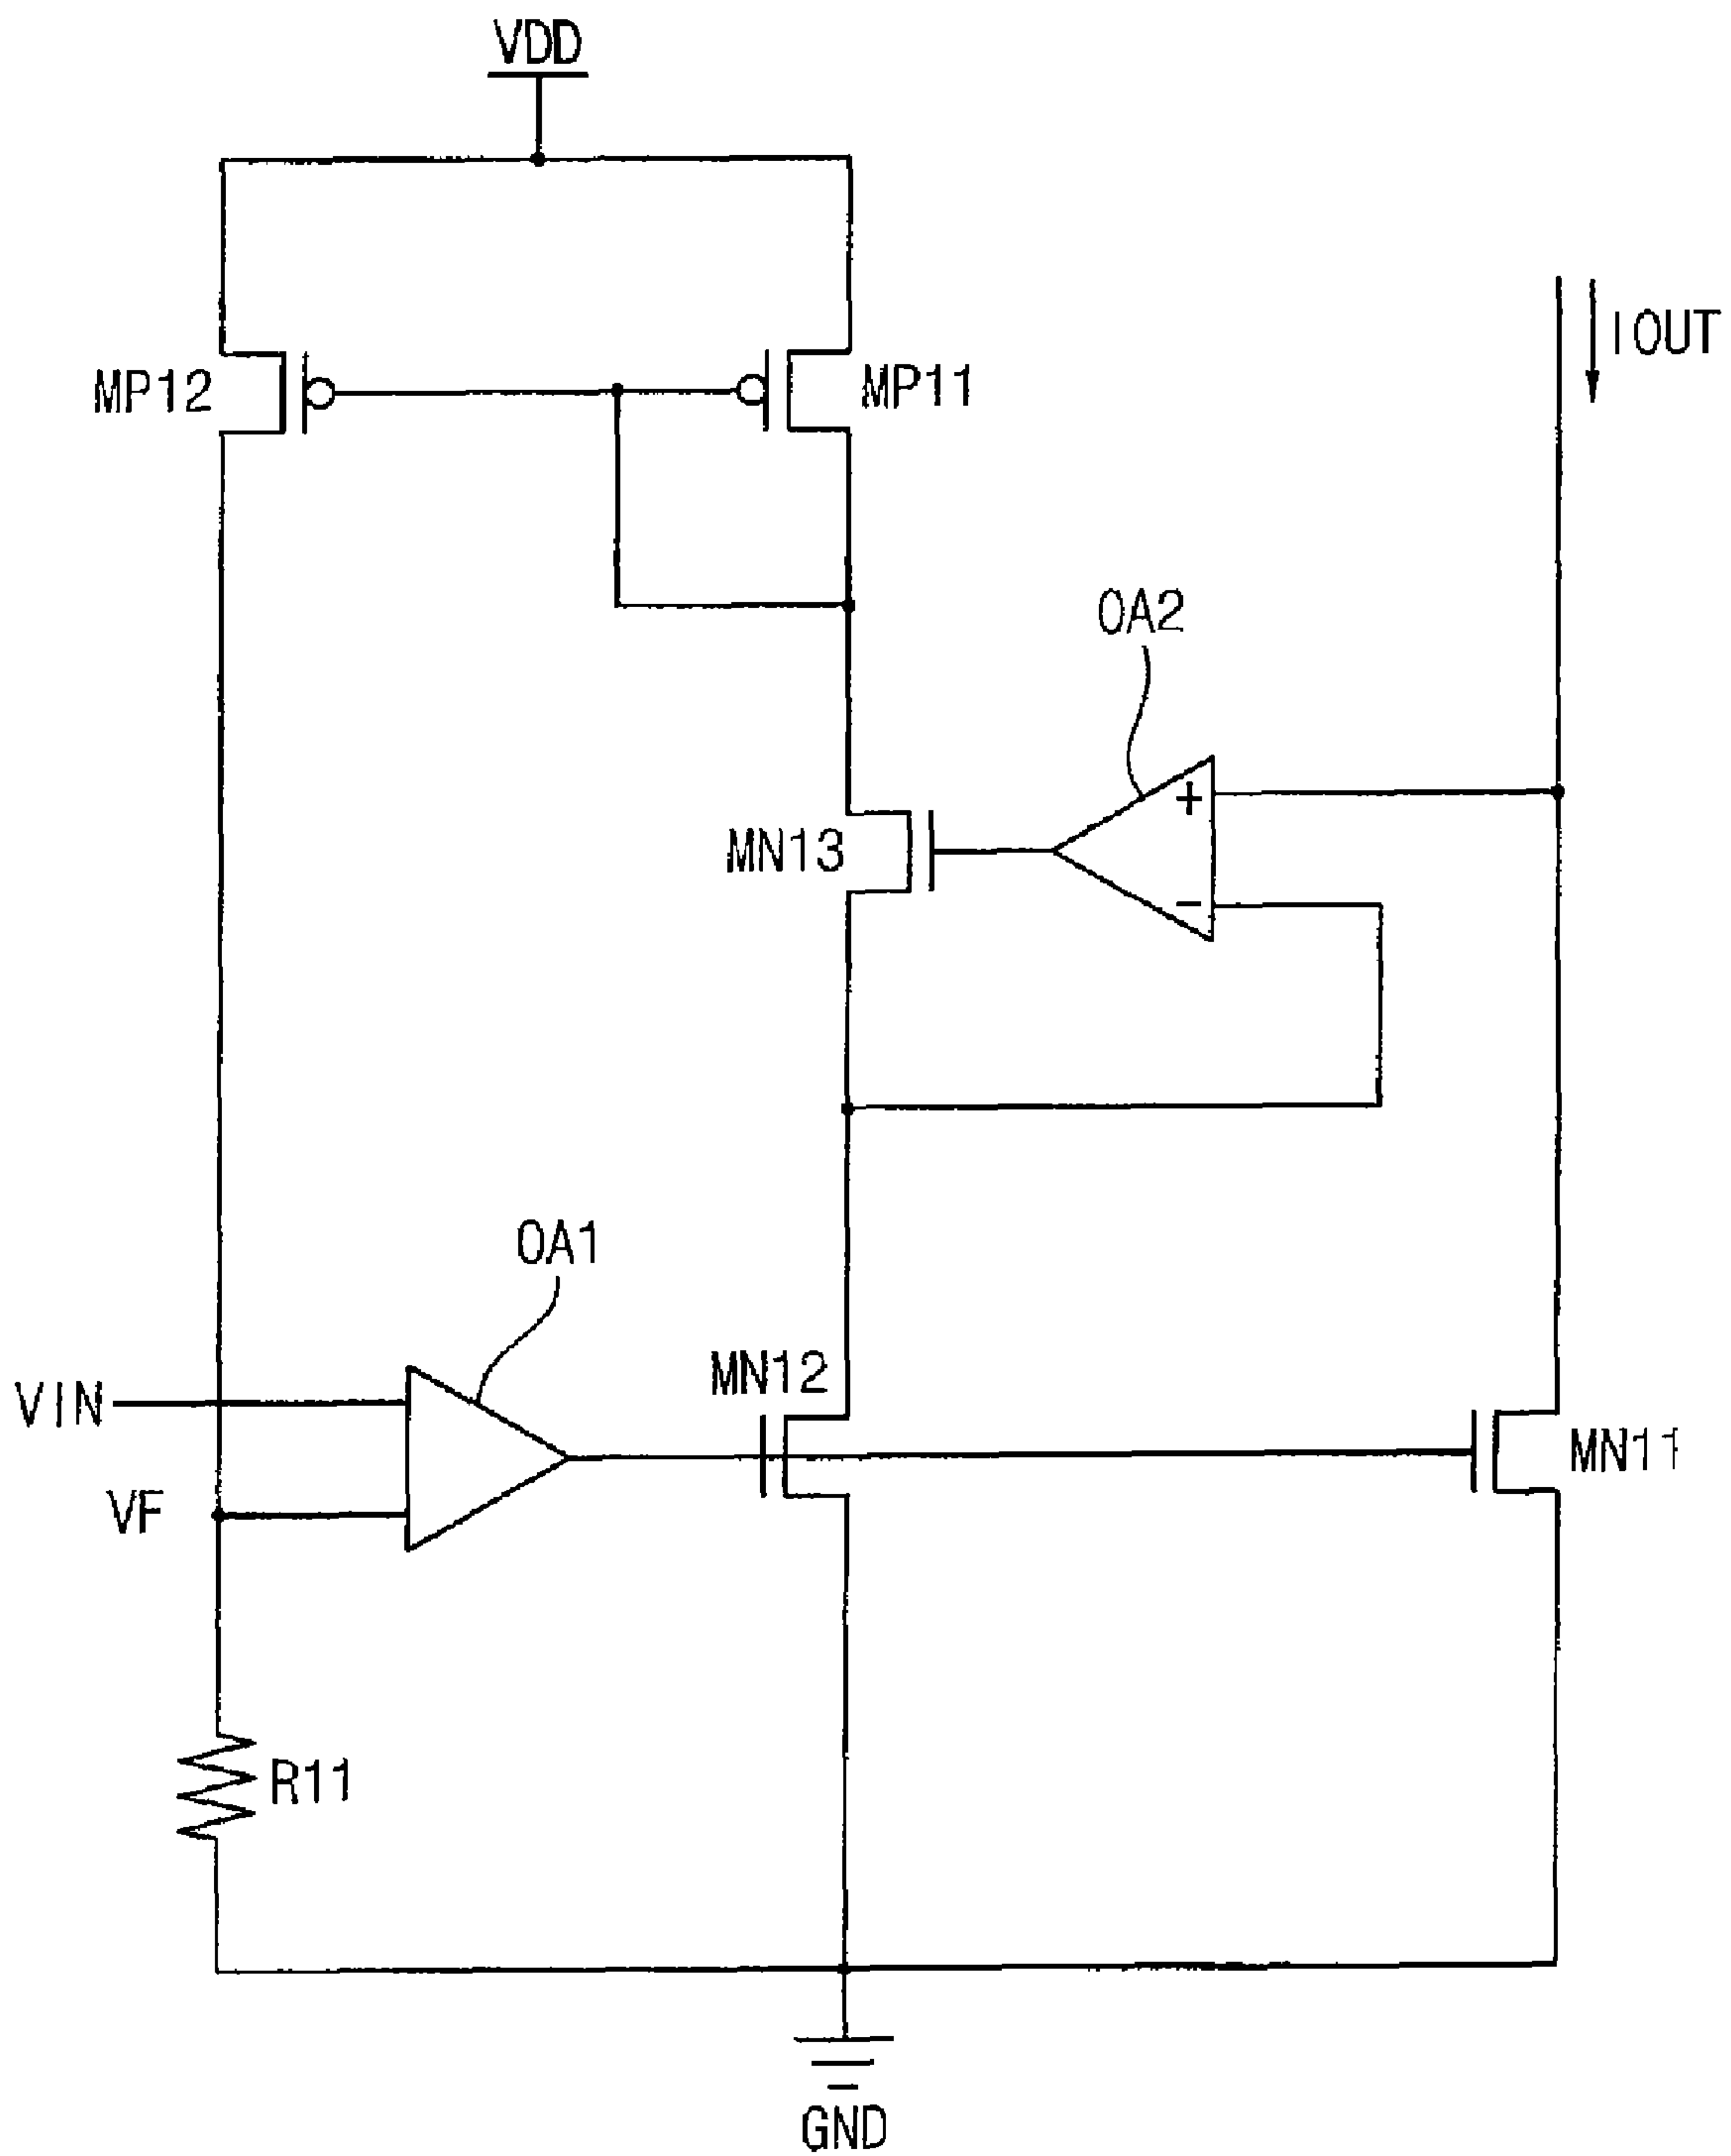 VDD
IOUT
MP12
MP11
OA2
+
MN13
-
OA1
MN12
VIN
MN11
VF
R11
GND